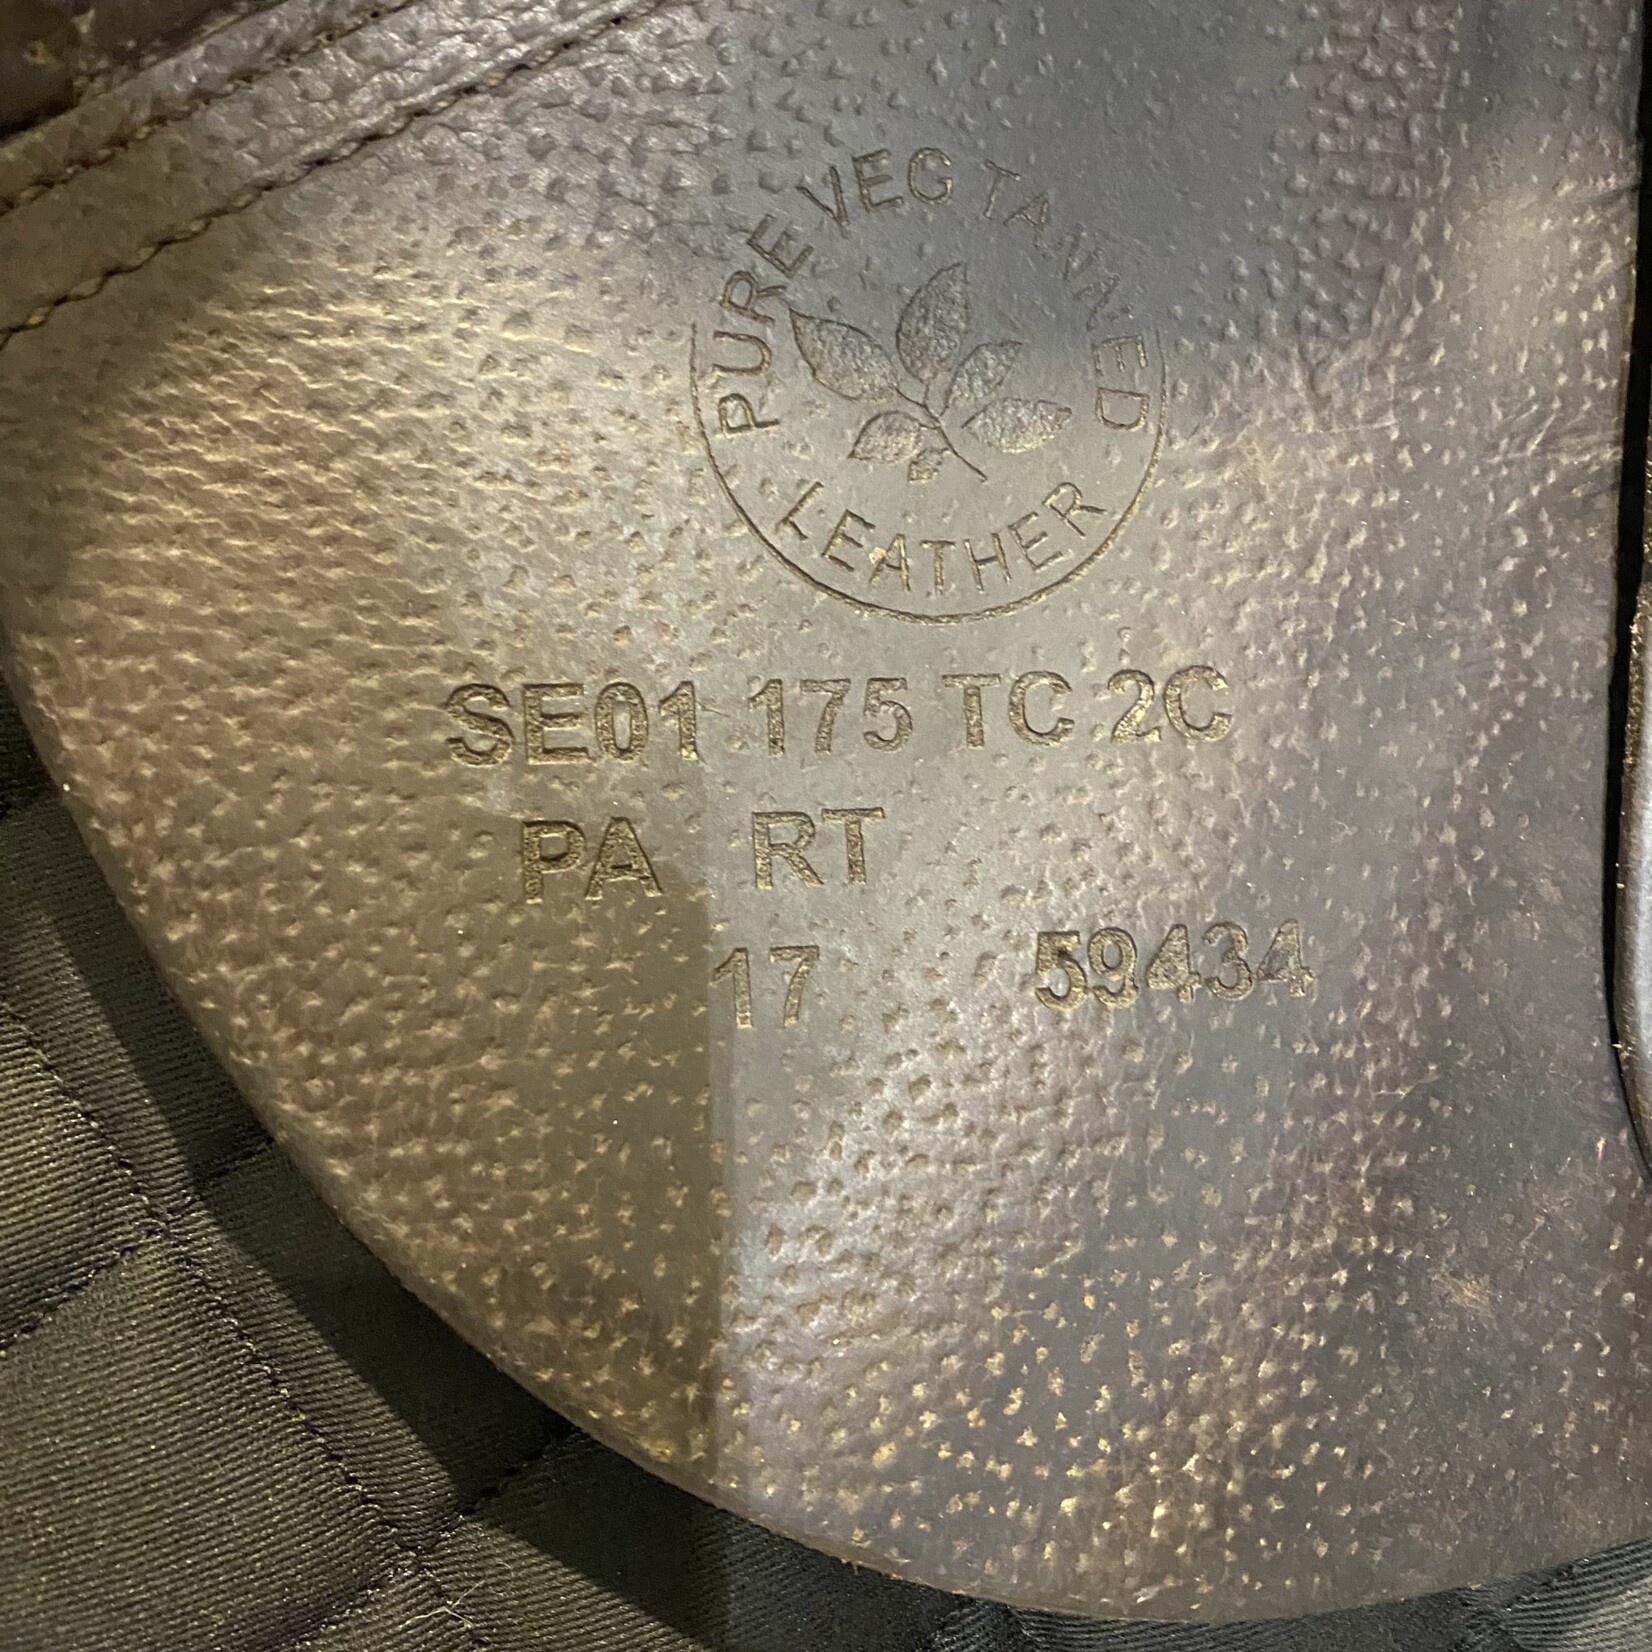 PURE VEG TANNED
LEATHER
SE01 175 TC 2C
PA RT
17 59434